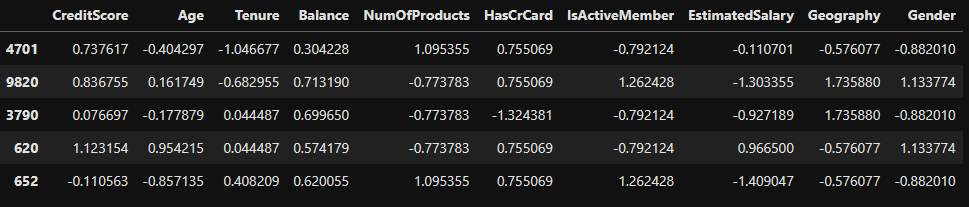 CreditScore Age Tenure Balance NumOfProducts HasCrCard IsActiveMember EstimatedSalary Geography Gender
4701 0.737617 -0.404297 -1.046677 0.304228 1.095355 0.755069 -0.792124 -0.110701 -0.576077 -0.882010
9820 0.836755 0.161749 -0.682955 0.713190 -0.773783 0.755069 1.262428 -1.303355 1.735880 1.133774
3790 0.076697 -0.177879 0.044487 0.699650 -0.773783 -1.324381 -0.792124 -0.927189 1.735880 -0.882010
620 1.123154 0.954215 0.044487 0.574179 -0.773783 0.755069 -0.792124 0.966500 -0.576077 1.133774
652 -0.110563 -0.857135 0.408209 0.620055 1.095355 0.755069 1.262428 -1.409047 -0.576077 -0.882010